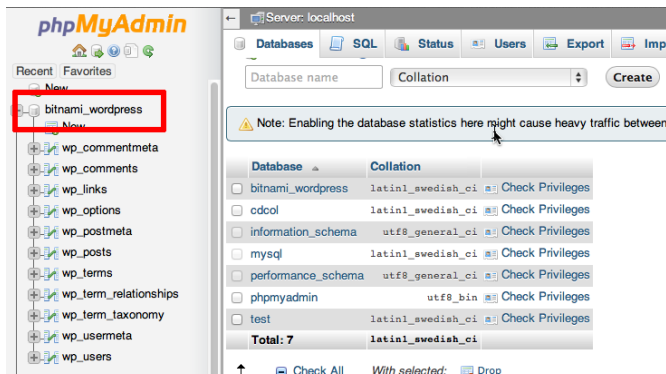 phpMyAdmin
Recent Favorites
New
bitnami_wordpress
New
wp_commentmeta
wp_comments
wp_links
wp_options
wp_postmeta
wp_posts
wp_terms
wp_term_relationships
wp_term_taxonomy
wp_usermeta
wp_users
Server: localhost
Databases SQL Status Users Export Imp
Database name Collation Create
Note: Enabling the database statistics here might cause heavy traffic between
Database Collation
bitnami_wordpress latin1_swedish_ci Check Privileges
cdcol latin1_swedish_ci Check Privileges
information_schema utf8_general_ci Check Privileges
mysql latin1_swedish_ci Check Privileges
performance_schema utf8_general_ci Check Privileges
phpmyadmin utf8_bin Check Privileges
test latin1_swedish_ci Check Privileges
Total: 7 latin1_swedish_ci
Check All With selected: Drop